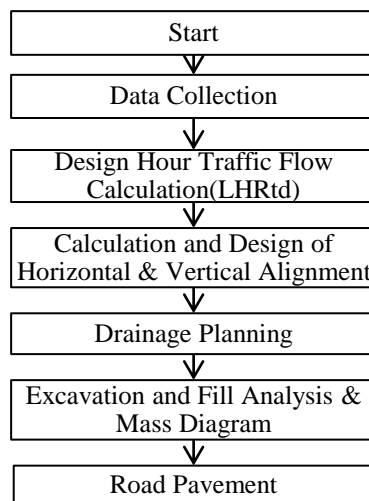 Start
Data Collection
Design Hour Traffic Flow
Calculation(LHRtd)
Calculation and Design of
Horizontal & Vertical Alignment
Drainage Planning
Excavation and Fill Analysis &
Mass Diagram
Road Pavement